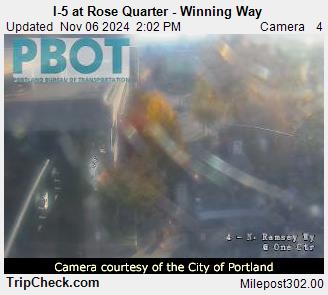 I-5 at Rose Quarter - Winning Way
Updated Nov 06 2024 2:02 PM Camera 4
PBOT
PORTLAND BUREAU OF TRANSPORTATION
4 - N. Ramsey Wy
@ One Ctr
Camera courtesy of the City of Portland
TripCheck.com Milepost302.00